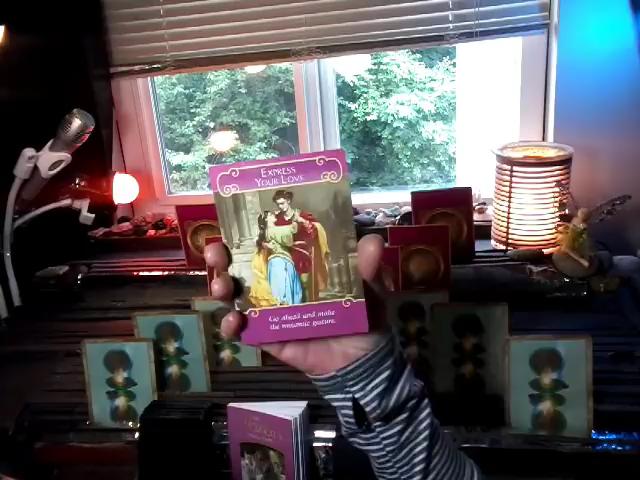 Express
Your Love
Go ahead and make
the romantic gesture.